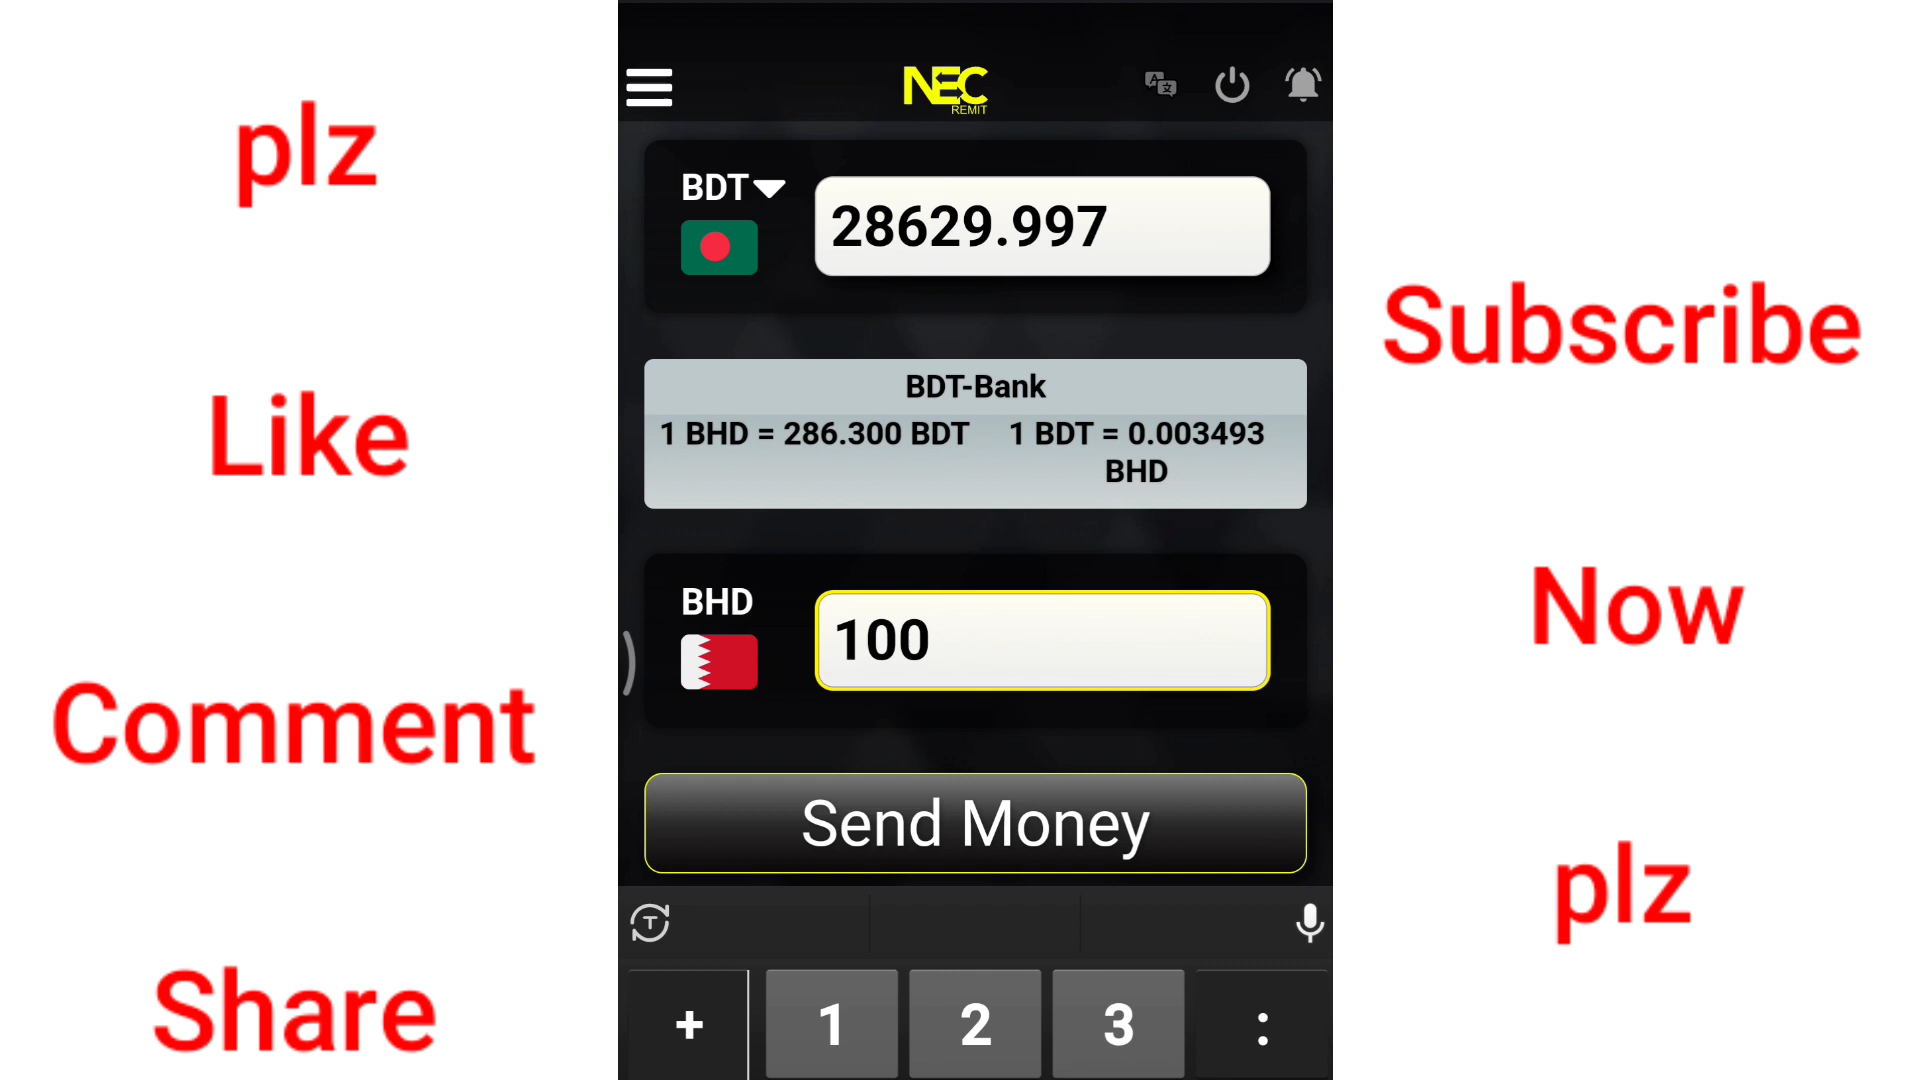 plz
Like
Comment
Share
NEC
REMIT
BDT
28629.997
BDT-Bank
1 BHD = 286.300 BDT
1 BDT = 0.003493
BHD
BHD
100
Send Money
T
+ 1 2 3 :
Subscribe
Now
plz